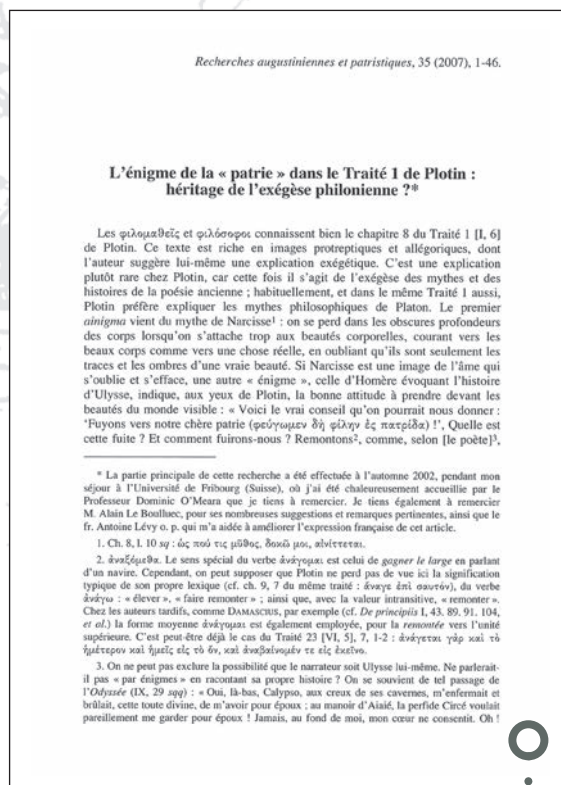 Recherches augustiniennes et patristiques, 35 (2007), 1-46.
L'énigme de la « patrie » dans le Traité 1 de Plotin :
héritage de l'exégèse philonienne ?*
Les φιλομαθεῖς et φιλόσοφοι connaissent bien le chapitre 8 du Traité 1 [I, 6]
de Plotin. Ce texte est riche en images protreptiques et allégoriques, dont
l'auteur suggère lui-même une explication exégétique. C'est une explication
plutôt rare chez Plotin, car cette fois il s'agit de l'exégèse des mythes et des
histoires de la poésie ancienne ; habituellement, et dans le même Traité 1 aussi,
Plotin préfère expliquer les mythes philosophiques de Platon. Le premier
ainigma vient du mythe de Narcisse¹ : on se perd dans les obscures profondeurs
des corps lorsqu'on s'attache trop aux beautés corporelles, courant vers les
beaux corps comme vers une chose réelle, en oubliant qu'ils sont seulement les
traces et les ombres d'une vraie beauté. Si Narcisse est une image de l'âme qui
s'oublie et s'efface, une autre « énigme », celle d'Homère évoquant l'histoire
d'Ulysse, indique, aux yeux de Plotin, la bonne attitude à prendre devant les
beautés du monde visible : « Voici le vrai conseil qu'on pourrait nous donner :
'Fuyons vers notre chère patrie (φεύγωμεν δὴ φίλην ἐς πατρίδα) !', Quelle est
cette fuite ? Et comment fuirons-nous ? Remontons², comme, selon [le poète]³,
* La partie principale de cette recherche a été effectuée à l'automne 2002, pendant mon
séjour à l'Université de Fribourg (Suisse), où j'ai été chaleureusement accueillie par le
Professeur Dominic O'Meara que je tiens à remercier. Je tiens également à remercier
M. Alain Le Boulluec, pour ses nombreuses suggestions et remarques pertinentes, ainsi que le
fr. Antoine Lévy o. p. qui m'a aidée à améliorer l'expression française de cet article.
1. Ch. 8, l. 10 sq : ὥς πού τις μῦθος, δοκῶ μοι, αἰνίττεται.
2. ἀναξόμεθα. Le sens spécial du verbe ἀνάγομαι est celui de gagner le large en parlant
d'un navire. Cependant, on peut supposer que Plotin ne perd pas de vue ici la signification
typique de son propre lexique (cf. ch. 9, 7 du même traité : ἄναγε ἐπὶ σαυτόν), du verbe
ἀνάγω : « élever », « faire remonter » ; ainsi que, avec la valeur intransitive, « remonter ».
Chez les auteurs tardifs, comme DAMASCIUS, par exemple (cf. De principiis I, 43. 89. 91. 104,
et al.) la forme moyenne ἀνάγομαι est également employée, pour la remontée vers l'unité
supérieure. C'est peut-être déjà le cas du Traité 23 [VI, 5], 7, 1-2 : ἀνάγεται γὰρ καὶ τὸ
ἡμέτερον καὶ ἡμεῖς εἰς τὸ ὄν, καὶ ἀναβαίνομέν τε εἰς ἐκεῖνο.
3. On ne peut pas exclure la possibilité que le narrateur soit Ulysse lui-même. Ne parlerait-
il pas « par énigmes » en racontant sa propre histoire ? On se souvient de tel passage de
l'Odyssée (IX, 29 sqq) : « Oui, là-bas, Calypso, aux creux de ses cavernes, m'enfermait et
brûlait, cette toute divine, de m'avoir pour époux ; au manoir d'Aiaié, la perfide Circé voulait
pareillement me garder pour époux ! Jamais, au fond de moi, mon cœur ne consentit. Oh !